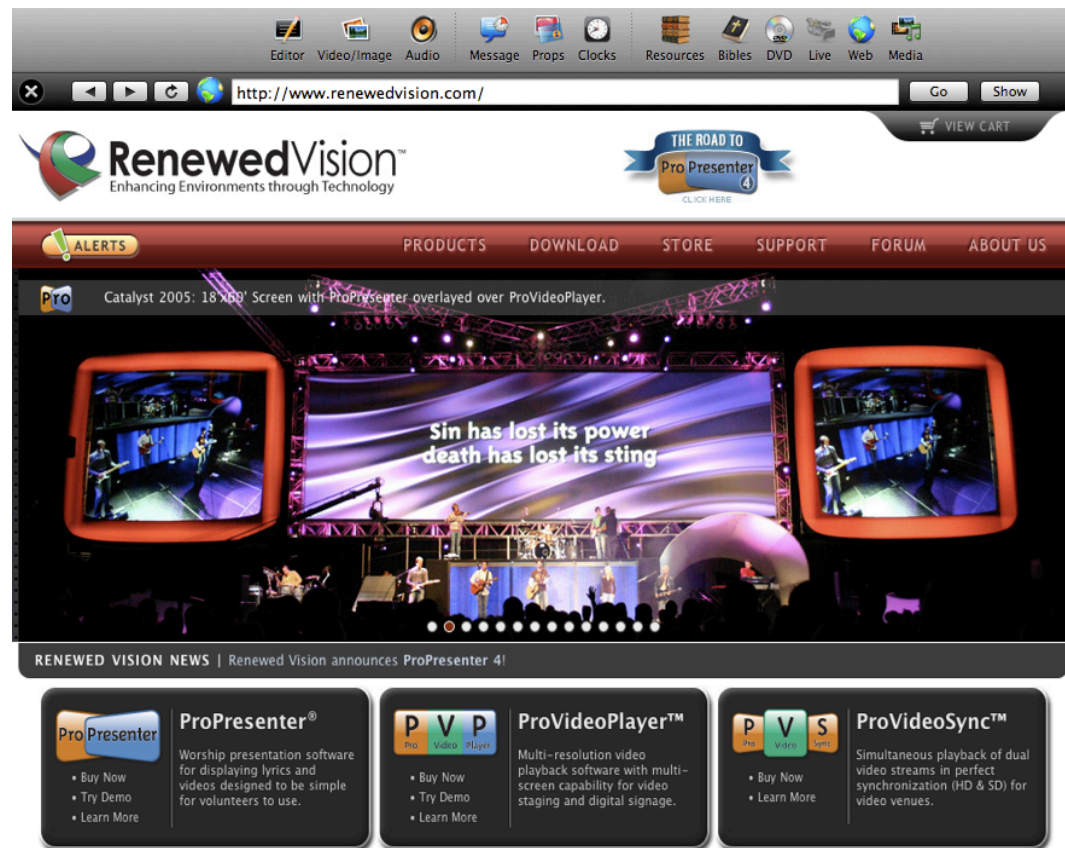 Editor Video/Image Audio Message Props Clocks Resources Bibles DVD Live Web Media
http://www.renewedvision.com/ Go Show
VIEW CART
THE ROAD TO
Pro Presenter 4
CLICK HERE
RenewedVision™
Enhancing Environments through Technology
ALERTS PRODUCTS DOWNLOAD STORE SUPPORT FORUM ABOUT US
Pro Catalyst 2005: 18'x60' Screen with ProPresenter overlayed over ProVideoPlayer.
Sin has lost its power
death has lost its sting
RENEWED VISION NEWS | Renewed Vision announces ProPresenter 4!
Pro Presenter
• Buy Now
• Try Demo
• Learn More
ProPresenter®
Worship presentation software
for displaying lyrics and
videos designed to be simple
for volunteers to use.
P V P
Pro Video Player
• Buy Now
• Try Demo
• Learn More
ProVideoPlayer™
Multi-resolution video
playback software with multi-
screen capability for video
staging and digital signage.
P V S
Pro Video Sync
• Buy Now
• Learn More
ProVideoSync™
Simultaneous playback of dual
video streams in perfect
synchronization (HD & SD) for
video venues.